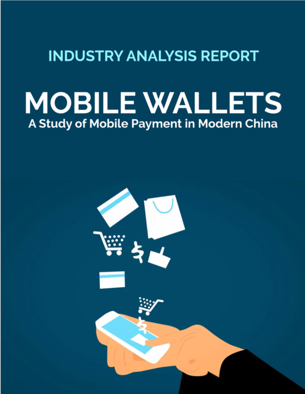 INDUSTRY ANALYSIS REPORT
MOBILE WALLETS
A Study of Mobile Payment in Modern China